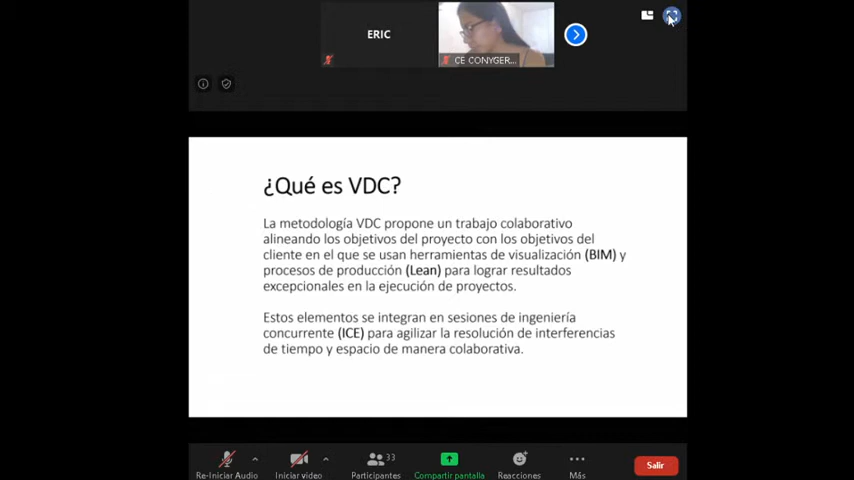 ERIC
CE CONYGER...
¿Qué es VDC?
La metodología VDC propone un trabajo colaborativo
alineando los objetivos del proyecto con los objetivos del
cliente en el que se usan herramientas de visualización (BIM) y
procesos de producción (Lean) para lograr resultados
excepcionales en la ejecución de proyectos.
Estos elementos se integran en sesiones de ingeniería
concurrente (ICE) para agilizar la resolución de interferencias
de tiempo y espacio de manera colaborativa.
33
Re-Iniciar Audio
Iniciar video
Participantes
Compartir pantalla
Reacciones
Más
Salir